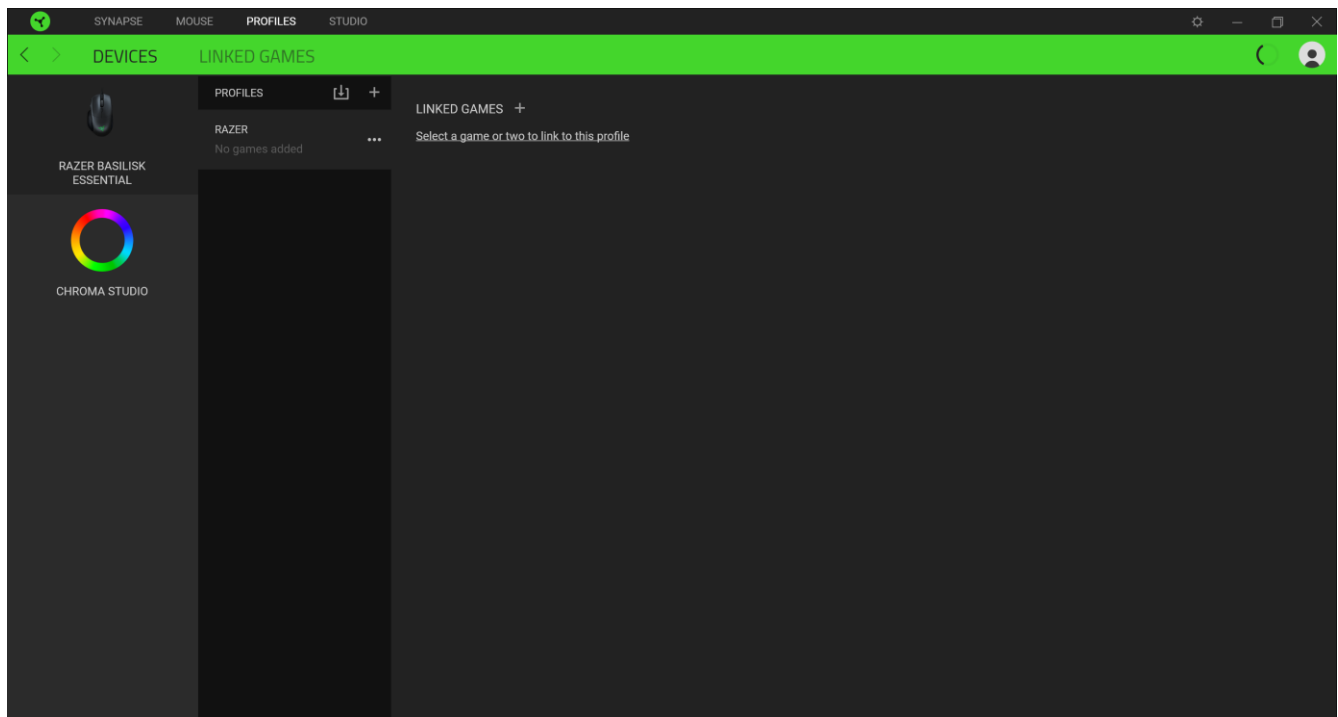 SYNAPSE MOUSE PROFILES STUDIO
DEVICES LINKED GAMES
RAZER BASILISK
ESSENTIAL
CHROMA STUDIO
PROFILES
RAZER
No games added
LINKED GAMES +
Select a game or two to link to this profile